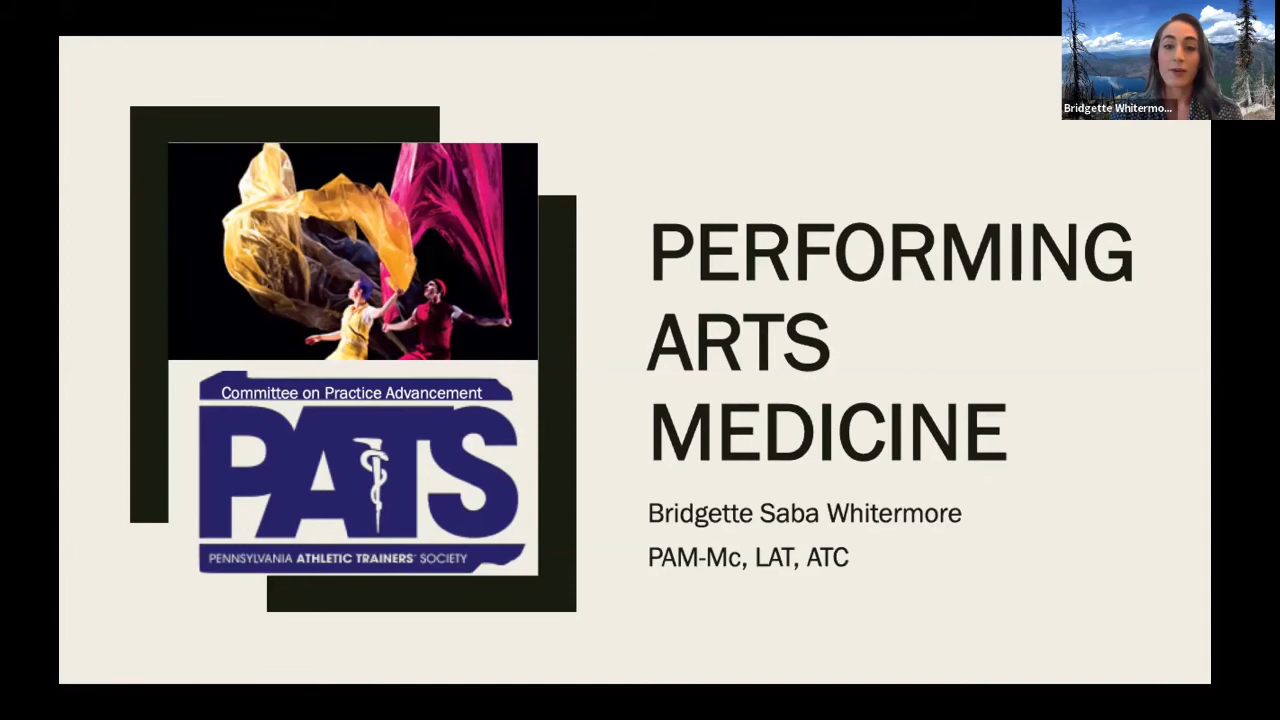 Bridgette Whitermo...
Committee on Practice Advancement
PATS
PENNSYLVANIA ATHLETIC TRAINERS' SOCIETY
PERFORMING
ARTS
MEDICINE
Bridgette Saba Whitermore
PAM-Mc, LAT, ATC